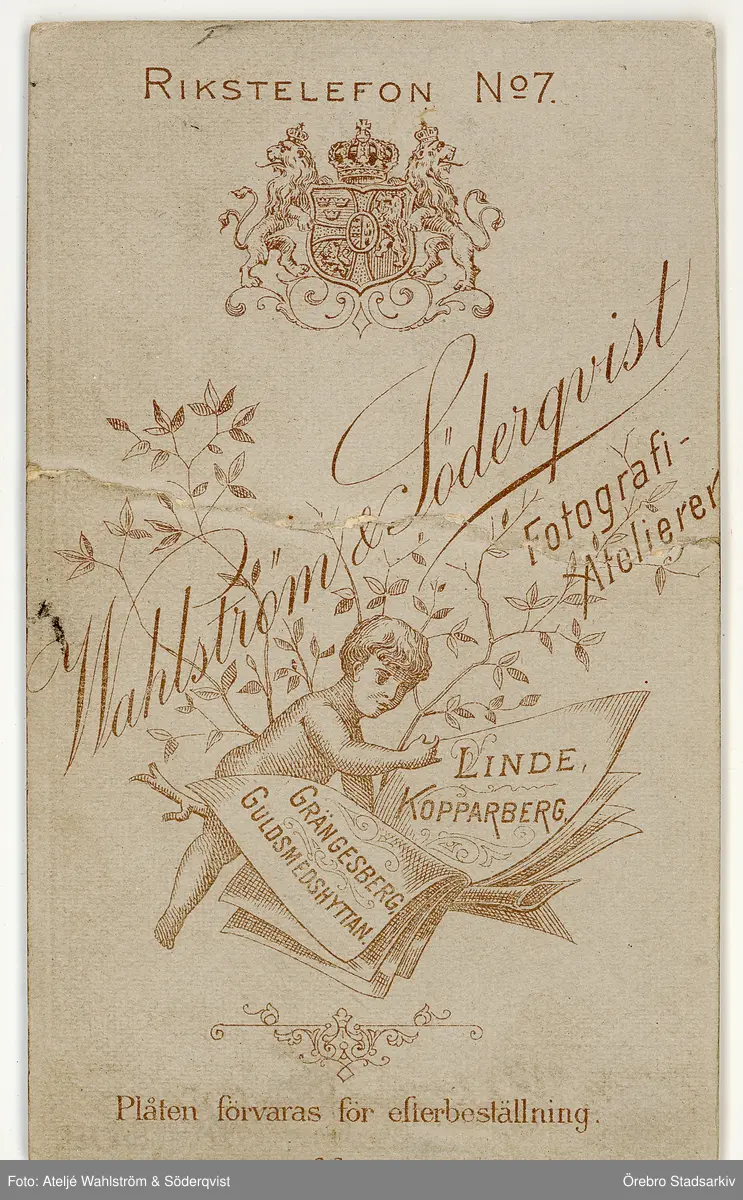 RIKSTELEFON No7.
Wahlström & Söderqvist
Fotografi-
Atelierer
LINDE,
KOPPARBERG,
GRÄNGESBERG,
GULDSMEDSHYTTAN.
Plåten förvaras för efterbeställning.
Foto: Ateljé Wahlström & Söderqvist
Örebro Stadsarkiv